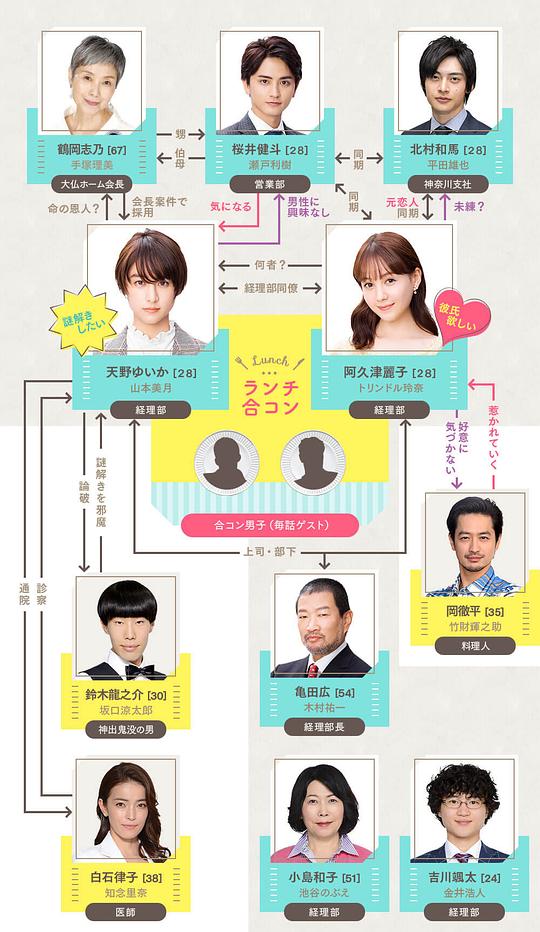 鶴岡志乃 [67]
手塚理美
大仏ホーム会長
甥
伯母
桜井健斗 [28]
瀬戸利樹
営業部
同期
北村和馬 [28]
平田雄也
神奈川支社
命の恩人？
会長案件で
採用
気になる
男性に
興味なし
同期
元恋人
同期
未練？
何者？
経理部同僚
謎解き
したい
彼氏
欲しい
天野ゆいか [28]
山本美月
経理部
Lunch
ランチ
合コン
阿久津麗子 [28]
トリンドル玲奈
経理部
合コン男子（毎話ゲスト）
好意に
気づかない
惹かれていく
論破
謎解きを邪魔
上司・部下
通院
診察
岡徹平 [35]
竹財輝之助
料理人
鈴木龍之介 [30]
坂口涼太郎
神出鬼没の男
亀田広 [54]
木村祐一
経理部長
白石律子 [38]
知念里奈
医師
小島和子 [51]
池谷のぶえ
経理部
吉川颯太 [24]
金井浩人
経理部